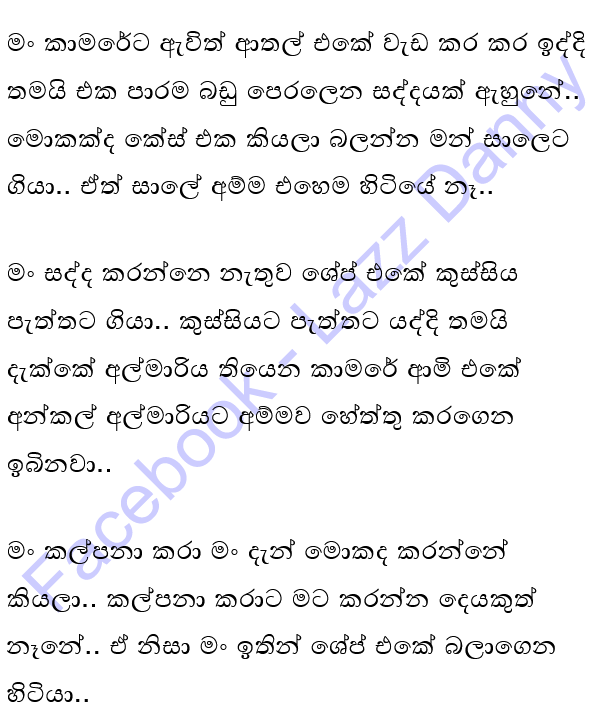 මං කාමරේට ඇවිත් ආතල් එකේ වැඩ කර කර ඉද්දි
තමයි එක පාරම බඩු පෙරලෙන සද්දයක් ඇහුනේ..
මොකක්ද කේස් එක කියලා බලන්න මන් සාලෙට
ගියා.. ඒත් සාලේ අම්ම එහෙම හිටියේ නෑ..
මං සද්ද කරන්නෙ නැතුව ශේප් එකේ කුස්සිය
පැත්තට ගියා.. කුස්සියට පැත්තට යද්දි තමයි
දැක්කේ අල්මාරිය තියෙන කාමරේ ආමි එකේ
අන්කල් අල්මාරියට අම්මව හේත්තු කරගෙන
ඉබිනවා..
මං කල්පනා කරා මං දැන් මොකද කරන්නේ
කියලා.. කල්පනා කරාට මට කරන්න දෙයකුත්
නෑනේ.. ඒ නිසා මං ඉතින් ශේප් එකේ බලාගෙන
හිටියා..
Facebook - Lazz Danny